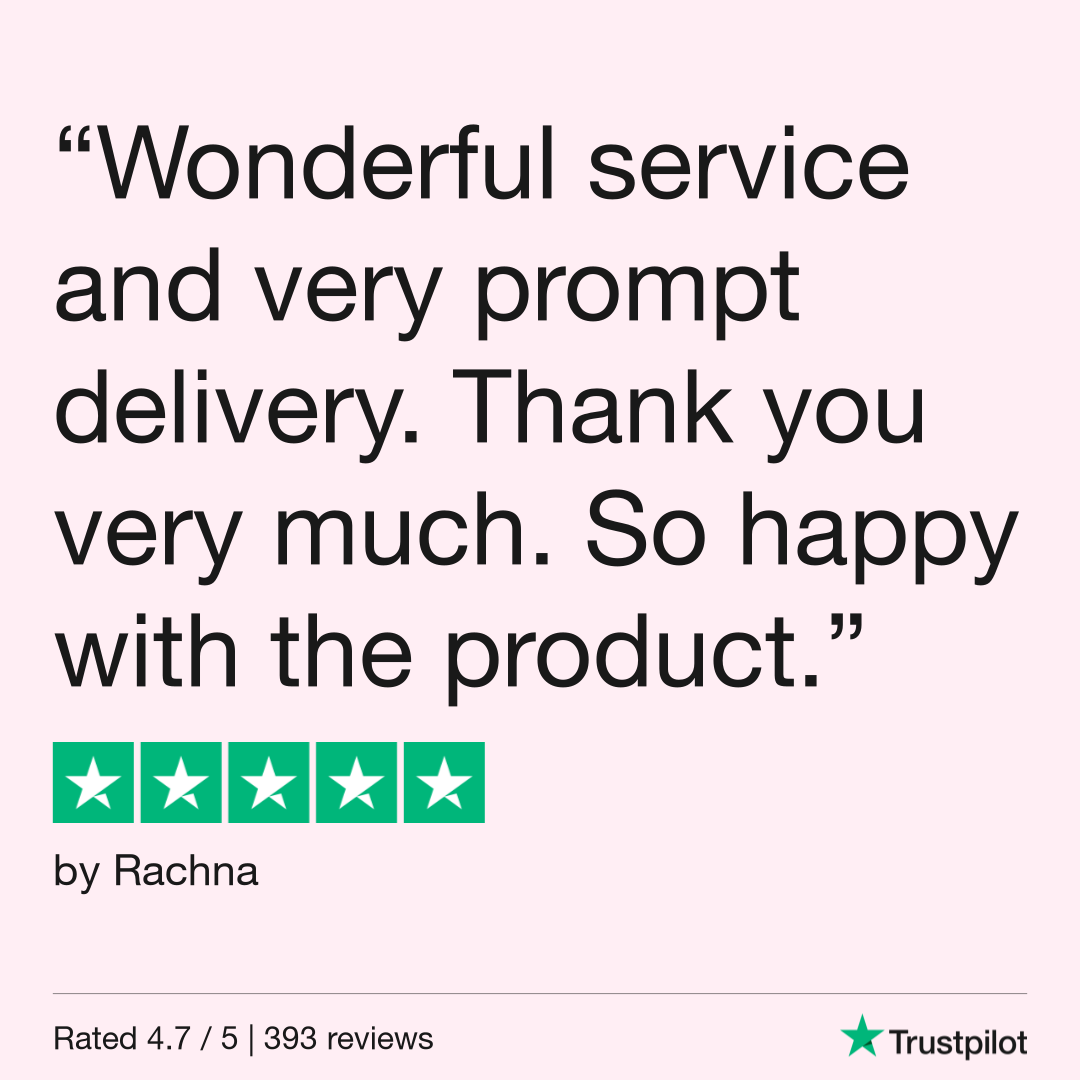 “Wonderful service
and very prompt
delivery. Thank you
very much. So happy
with the product.”
by Rachna
Rated 4.7 / 5 | 393 reviews
Trustpilot